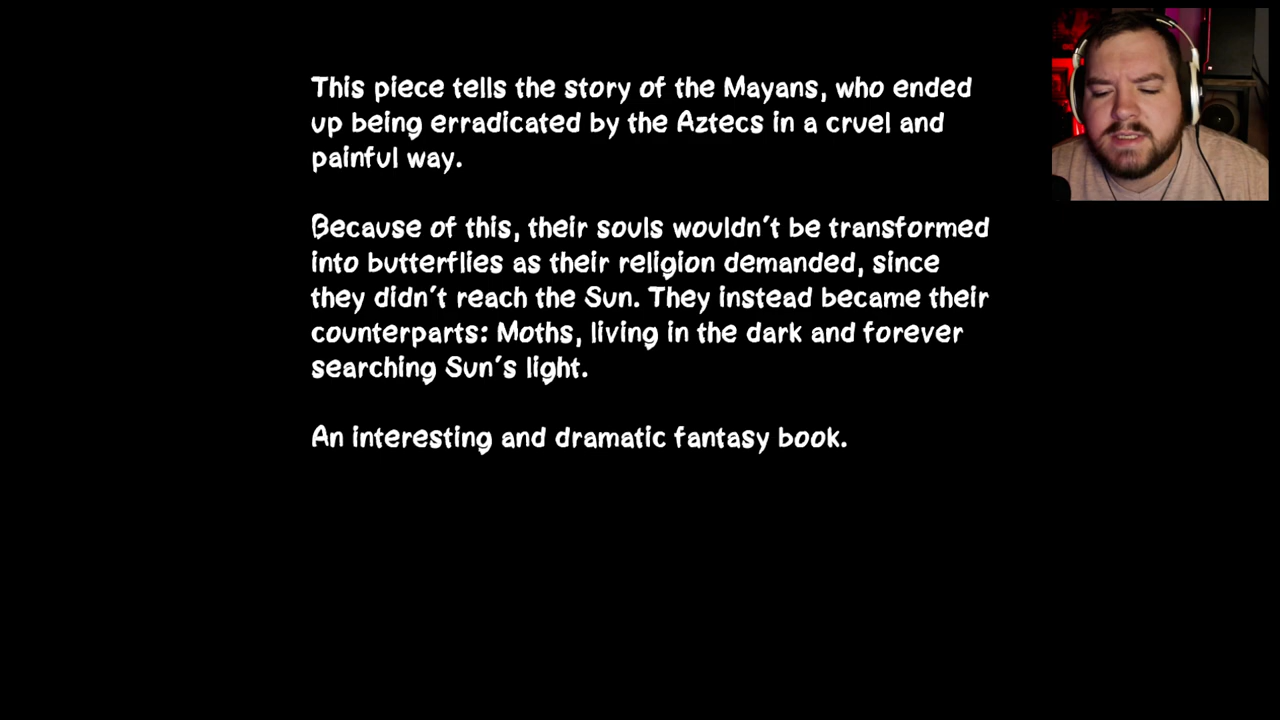 This piece tells the story of the Mayans, who ended
up being erradicated by the Aztecs in a cruel and
painful way.
Because of this, their souls wouldn't be transformed
into butterflies as their religion demanded, since
they didn't reach the Sun. They instead became their
counterparts: Moths, living in the dark and forever
searching Sun's light.
An interesting and dramatic fantasy book.